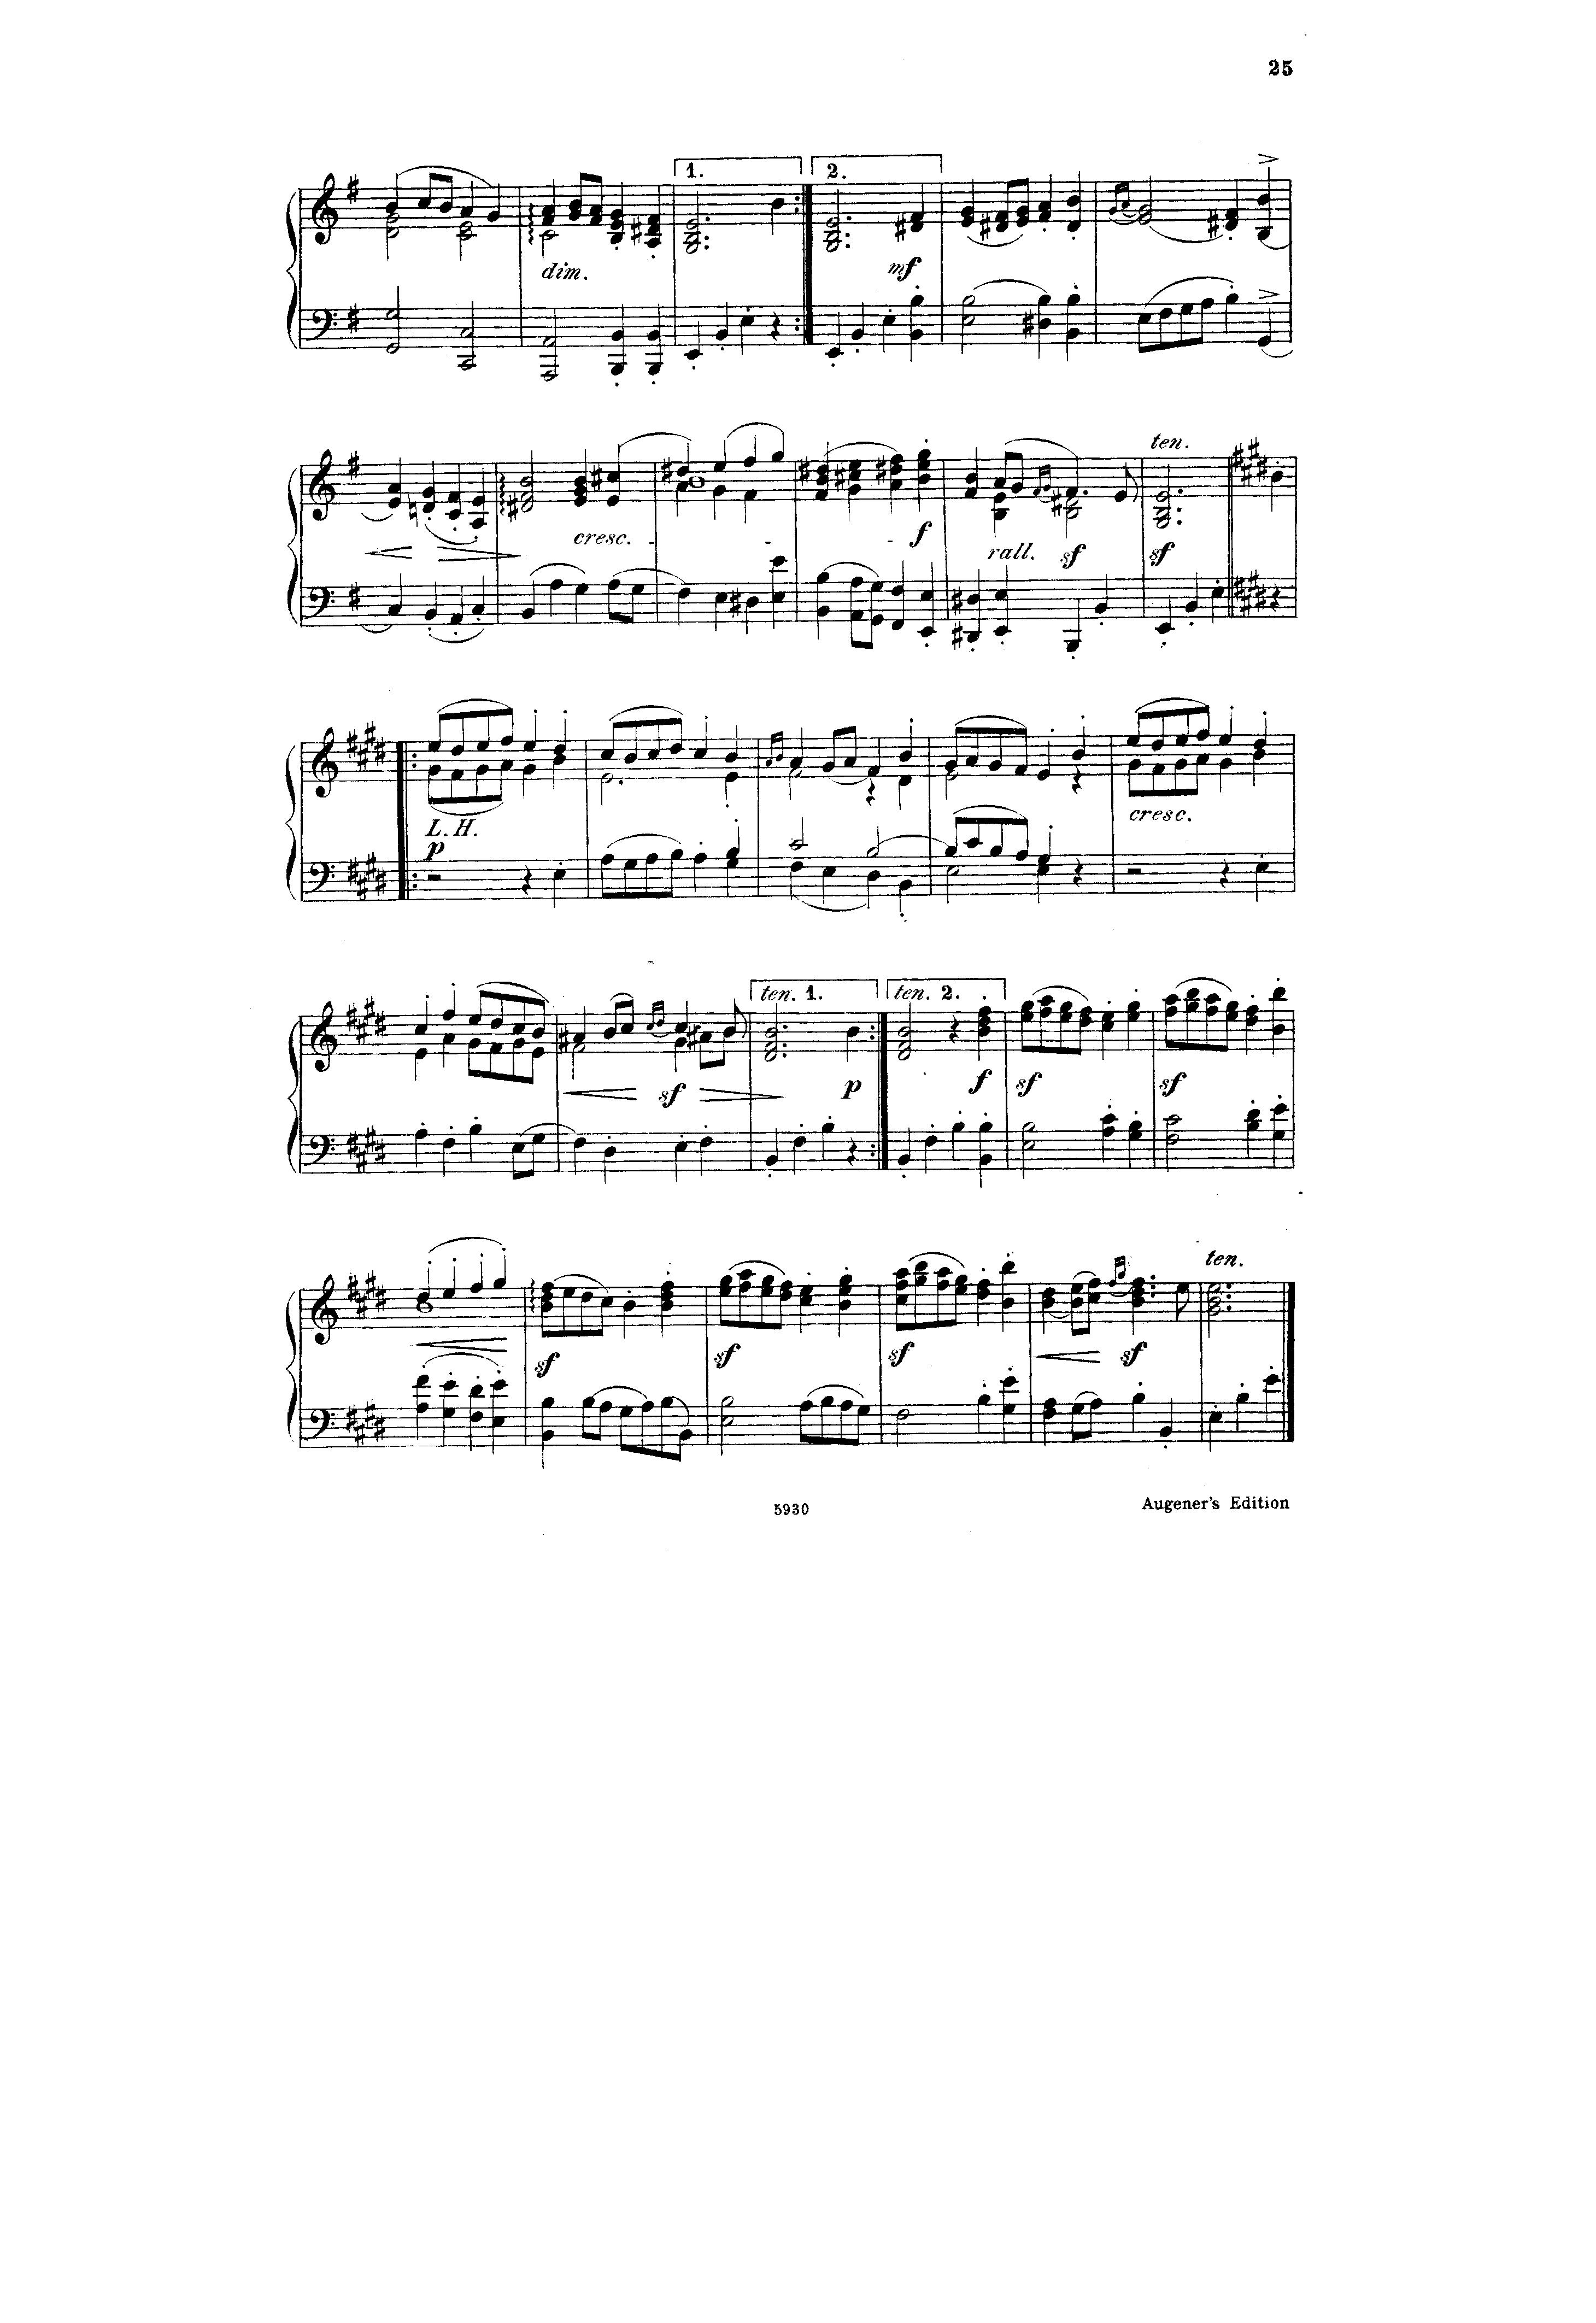 25
1. 2.
dim. mf
ten.
cresc. f rall. sf sf
L.H. cresc.
p
ten. 1. ten. 2.
sf p f sf sf
ten.
sf sf sf sf
5930 Augener's Edition